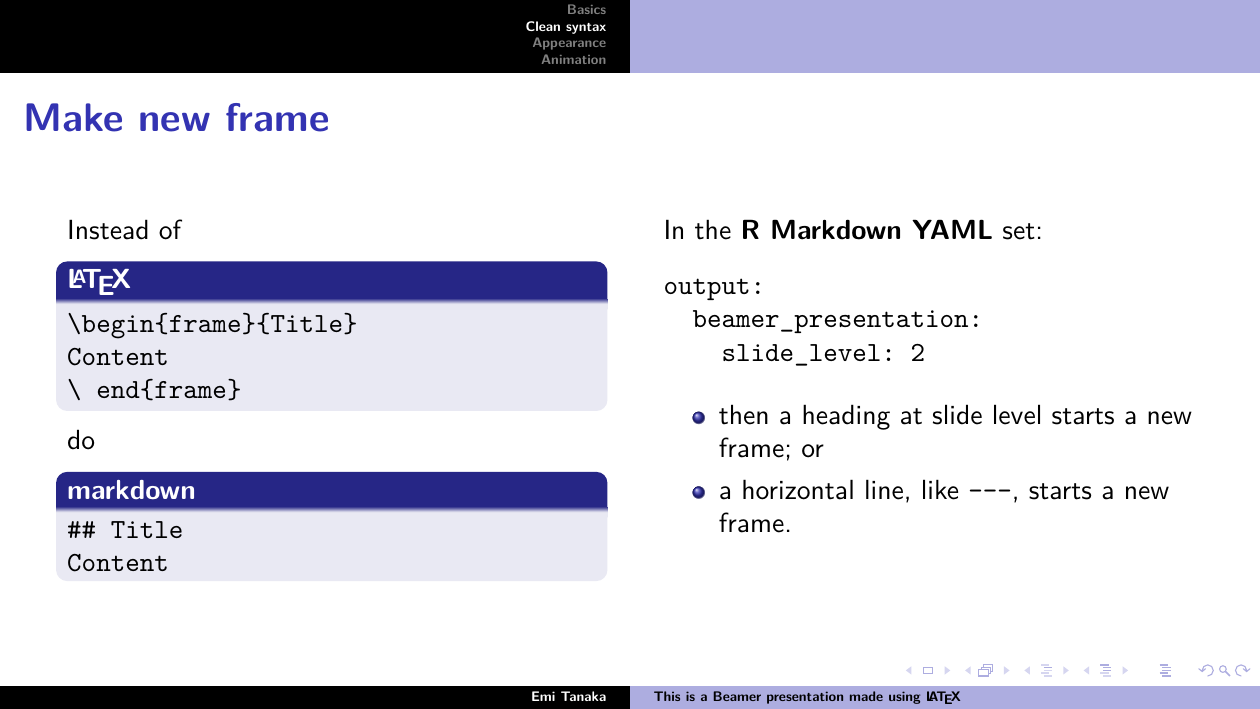 Basics
Clean syntax
Appearance
Animation
Make new frame
Instead of
LATEX
\begin{frame}{Title}
Content
\ end{frame}
do
markdown
## Title
Content
In the R Markdown YAML set:
output:
  beamer_presentation:
    slide_level: 2
then a heading at slide level starts a new
frame; or
a horizontal line, like ---, starts a new
frame.
Emi Tanaka
This is a Beamer presentation made using LATEX